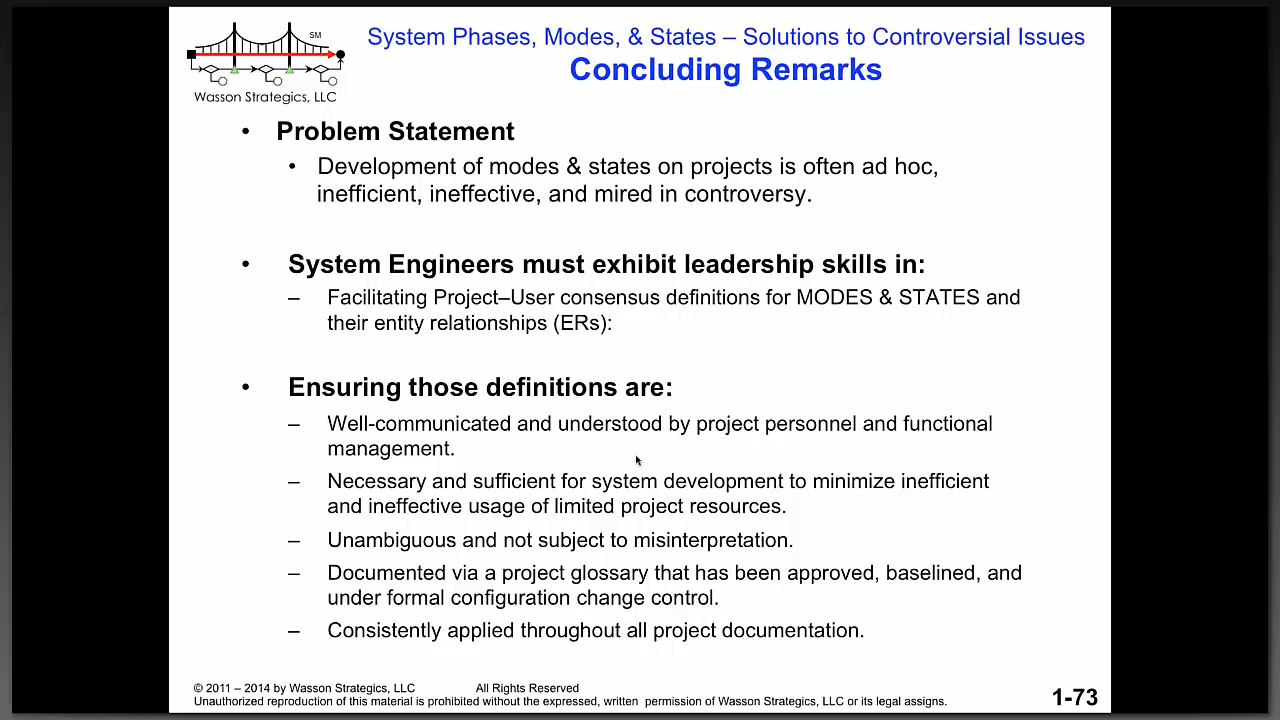 SM
Wasson Strategics, LLC
System Phases, Modes, & States – Solutions to Controversial Issues
Concluding Remarks
• Problem Statement
• Development of modes & states on projects is often ad hoc,
inefficient, ineffective, and mired in controversy.
• System Engineers must exhibit leadership skills in:
– Facilitating Project–User consensus definitions for MODES & STATES and
their entity relationships (ERs):
• Ensuring those definitions are:
– Well-communicated and understood by project personnel and functional
management.
– Necessary and sufficient for system development to minimize inefficient
and ineffective usage of limited project resources.
– Unambiguous and not subject to misinterpretation.
– Documented via a project glossary that has been approved, baselined, and
under formal configuration change control.
– Consistently applied throughout all project documentation.
© 2011 – 2014 by Wasson Strategics, LLC All Rights Reserved
Unauthorized reproduction of this material is prohibited without the expressed, written permission of Wasson Strategics, LLC or its legal assigns.
1-73